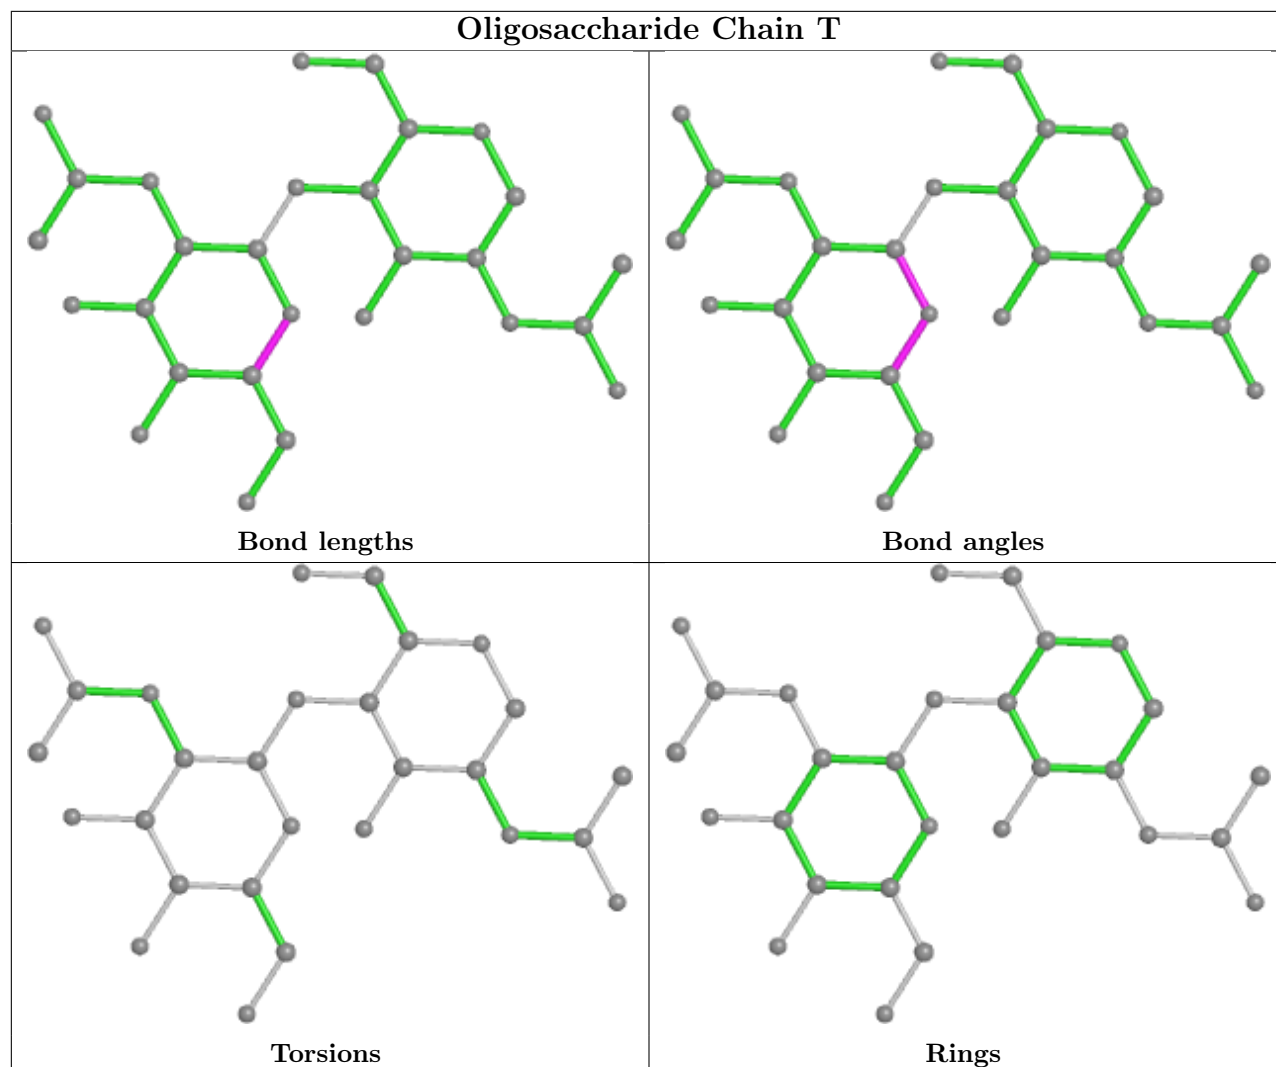 Oligosaccharide Chain T
Bond lengths
Bond angles
Torsions
Rings